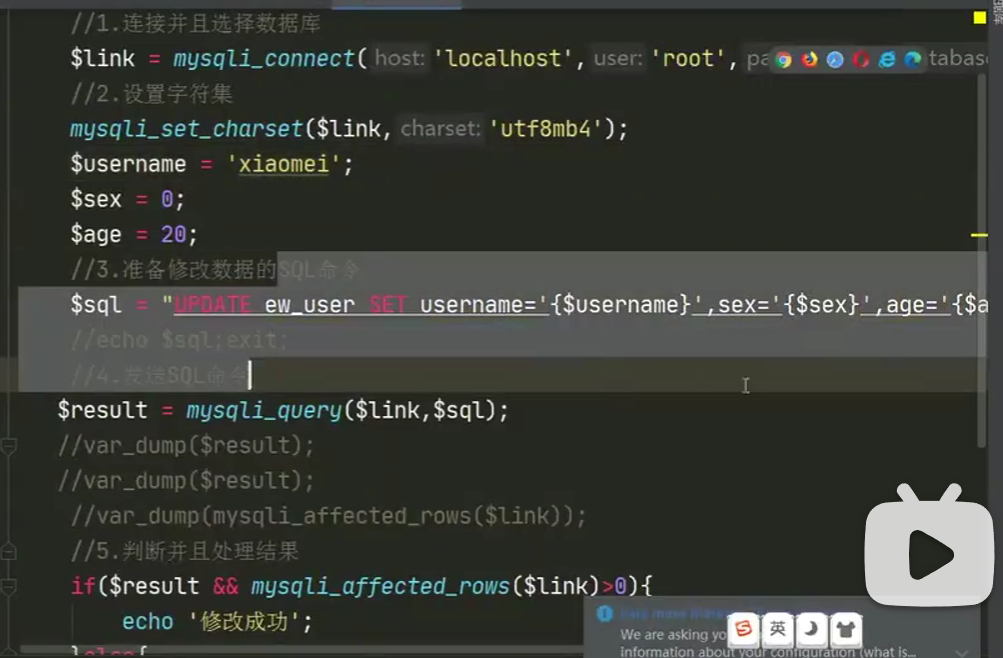 //1.连接并且选择数据库
$link = mysqli_connect( host: 'localhost', user: 'root', pa tabas
//2.设置字符集
mysqli_set_charset($link, charset: 'utf8mb4');
$username = 'xiaomei';
$sex = 0;
$age = 20;
//3.准备修改数据的SQL命令
$sql = "UPDATE ew_user SET username='{$username}',sex='{$sex}',age='{$a
//echo $sql;exit;
//4.发送SQL命令
$result = mysqli_query($link,$sql);
//var_dump($result);
//var_dump($result);
//var_dump(mysqli_affected_rows($link));
//5.判断并且处理结果
if($result && mysqli_affected_rows($link)>0){
echo '修改成功';
}else{
We are asking yo
英
information about your configuration (what is...